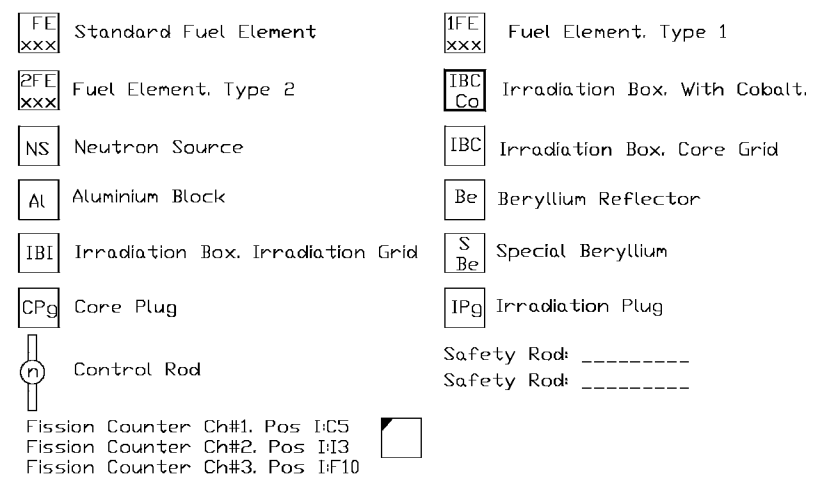 FE xxx Standard Fuel Element
1FE xxx Fuel Element. Type 1
2FE xxx Fuel Element. Type 2
IBC Co Irradiation Box. With Cobalt.
NS Neutron Source
IBC Irradiation Box. Core Grid
Al Aluminium Block
Be Beryllium Reflector
IBI Irradiation Box. Irradiation Grid
S Be Special Beryllium
CPg Core Plug
IPg Irradiation Plug
n Control Rod
Safety Rod: _________
Safety Rod: _________
Fission Counter Ch#1. Pos I:C5
Fission Counter Ch#2. Pos I:I3
Fission Counter Ch#3. Pos I:F10